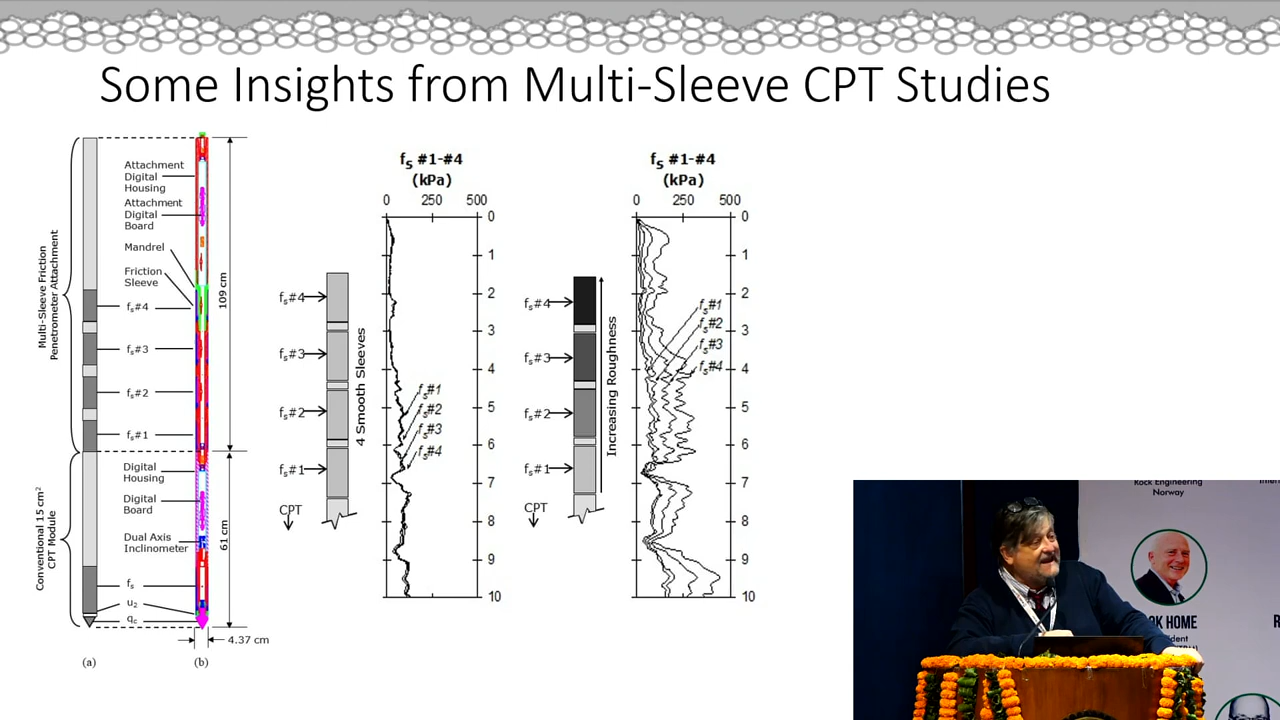 Some Insights from Multi-Sleeve CPT Studies
Multi-Sleeve Friction
Penetrometer Attachment
Conventional 15 cm²
CPT Module
Attachment
Digital
Housing
Attachment
Digital
Board
Mandrel
Friction
Sleeve
fs#4
fs#3
fs#2
fs#1
Digital
Housing
Digital
Board
Dual Axis
Inclinometer
fs
u2
qc
109 cm
61 cm
4.37 cm
(a)
(b)
fs#4
fs#3
fs#2
fs#1
CPT
4 Smooth Sleeves
fs #1-#4
(kPa)
0 250 500
0
1
2
3
4
5
6
7
8
9
10
fs#1
fs#2
fs#3
fs#4
fs#4
fs#3
fs#2
fs#1
CPT
Increasing Roughness
fs #1-#4
(kPa)
0 250 500
0
1
2
3
4
5
6
7
8
9
10
fs#1
fs#2
fs#3
fs#4
Rock Engineering
Norway
HOME